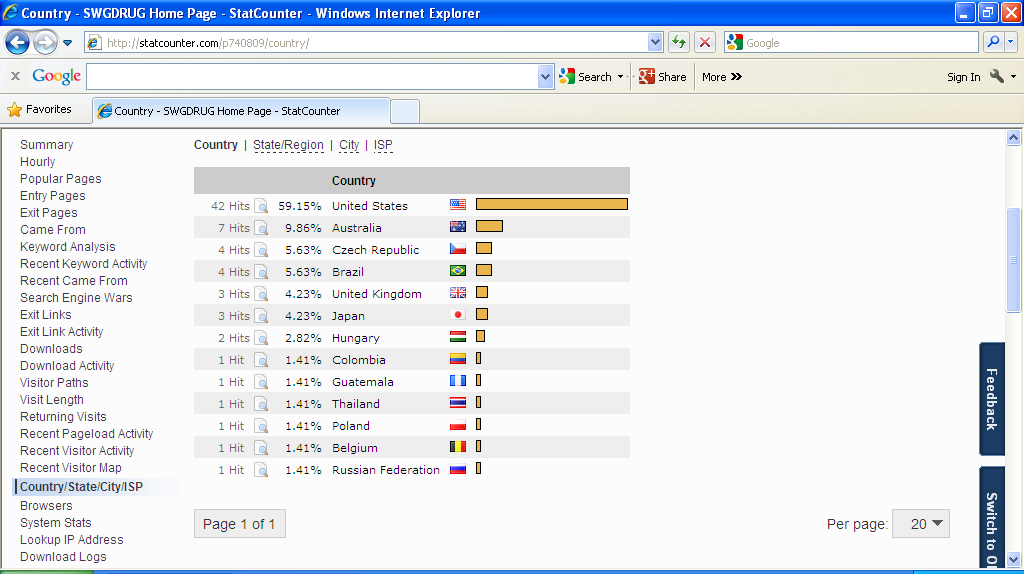 Country - SWGDRUG Home Page - StatCounter - Windows Internet Explorer
http://statcounter.com/p740809/country/
Google
Google
Search
Share
More »
Sign In
Favorites
Country - SWGDRUG Home Page - StatCounter
Summary
Hourly
Popular Pages
Entry Pages
Exit Pages
Came From
Keyword Analysis
Recent Keyword Activity
Recent Came From
Search Engine Wars
Exit Links
Exit Link Activity
Downloads
Download Activity
Visitor Paths
Visit Length
Returning Visits
Recent Pageload Activity
Recent Visitor Activity
Recent Visitor Map
Country/State/City/ISP
Browsers
System Stats
Lookup IP Address
Download Logs
Country | State/Region | City | ISP
Country
42 Hits 59.15% United States
7 Hits 9.86% Australia
4 Hits 5.63% Czech Republic
4 Hits 5.63% Brazil
3 Hits 4.23% United Kingdom
3 Hits 4.23% Japan
2 Hits 2.82% Hungary
1 Hit 1.41% Colombia
1 Hit 1.41% Guatemala
1 Hit 1.41% Thailand
1 Hit 1.41% Poland
1 Hit 1.41% Belgium
1 Hit 1.41% Russian Federation
Page 1 of 1
Per page: 20
Feedback
Switch to